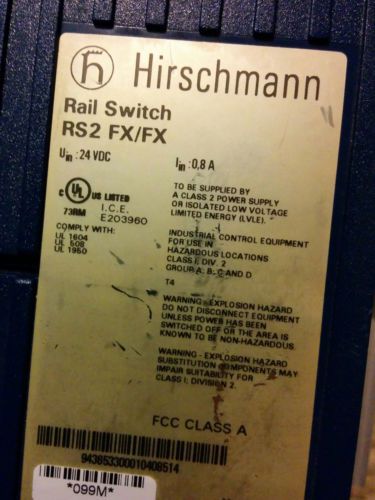 Hirschmann
Rail Switch
RS2 FX/FX
Uin : 24 VDC
Iin : 0,8 A
C UL US LISTED
73RM I.C.E.
E203960
COMPLY WITH:
UL 1604
UL 508
UL 1950
TO BE SUPPLIED BY
A CLASS 2 POWER SUPPLY
OR ISOLATED LOW VOLTAGE
LIMITED ENERGY (LVLE).
INDUSTRIAL CONTROL EQUIPMENT
FOR USE IN
HAZARDOUS LOCATIONS
CLASS I, DIV. 2
GROUP A, B, C AND D
T4
WARNING - EXPLOSION HAZARD
DO NOT DISCONNECT EQUIPMENT
UNLESS POWER HAS BEEN
SWITCHED OFF OR THE AREA IS
KNOWN TO BE NON-HAZARDOUS.
WARNING - EXPLOSION HAZARD
SUBSTITUTION COMPONENTS MAY
IMPAIR SUITABILITY FOR
CLASS I, DIVISION 2.
FCC CLASS A
943653300010408514
*099M*